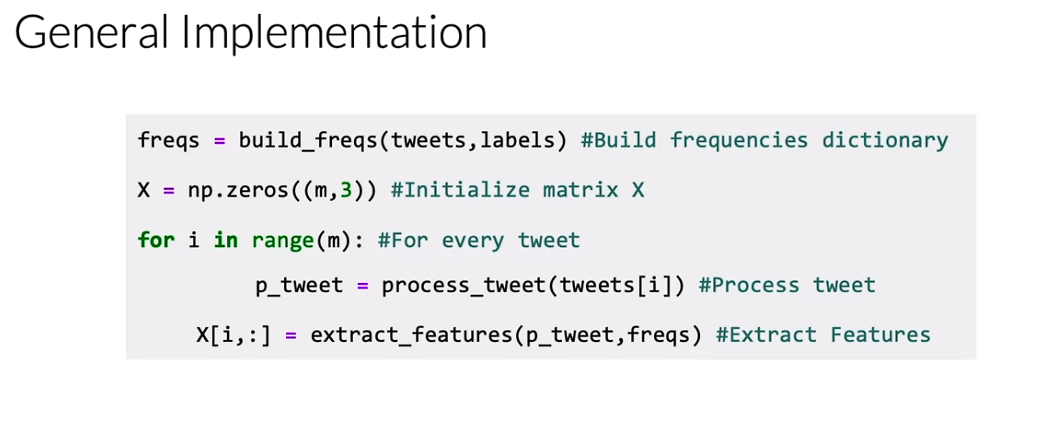 General Implementation
freqs = build_freqs(tweets,labels) #Build frequencies dictionary
X = np.zeros((m,3)) #Initialize matrix X
for i in range(m): #For every tweet
p_tweet = process_tweet(tweets[i]) #Process tweet
X[i,:] = extract_features(p_tweet,freqs) #Extract Features